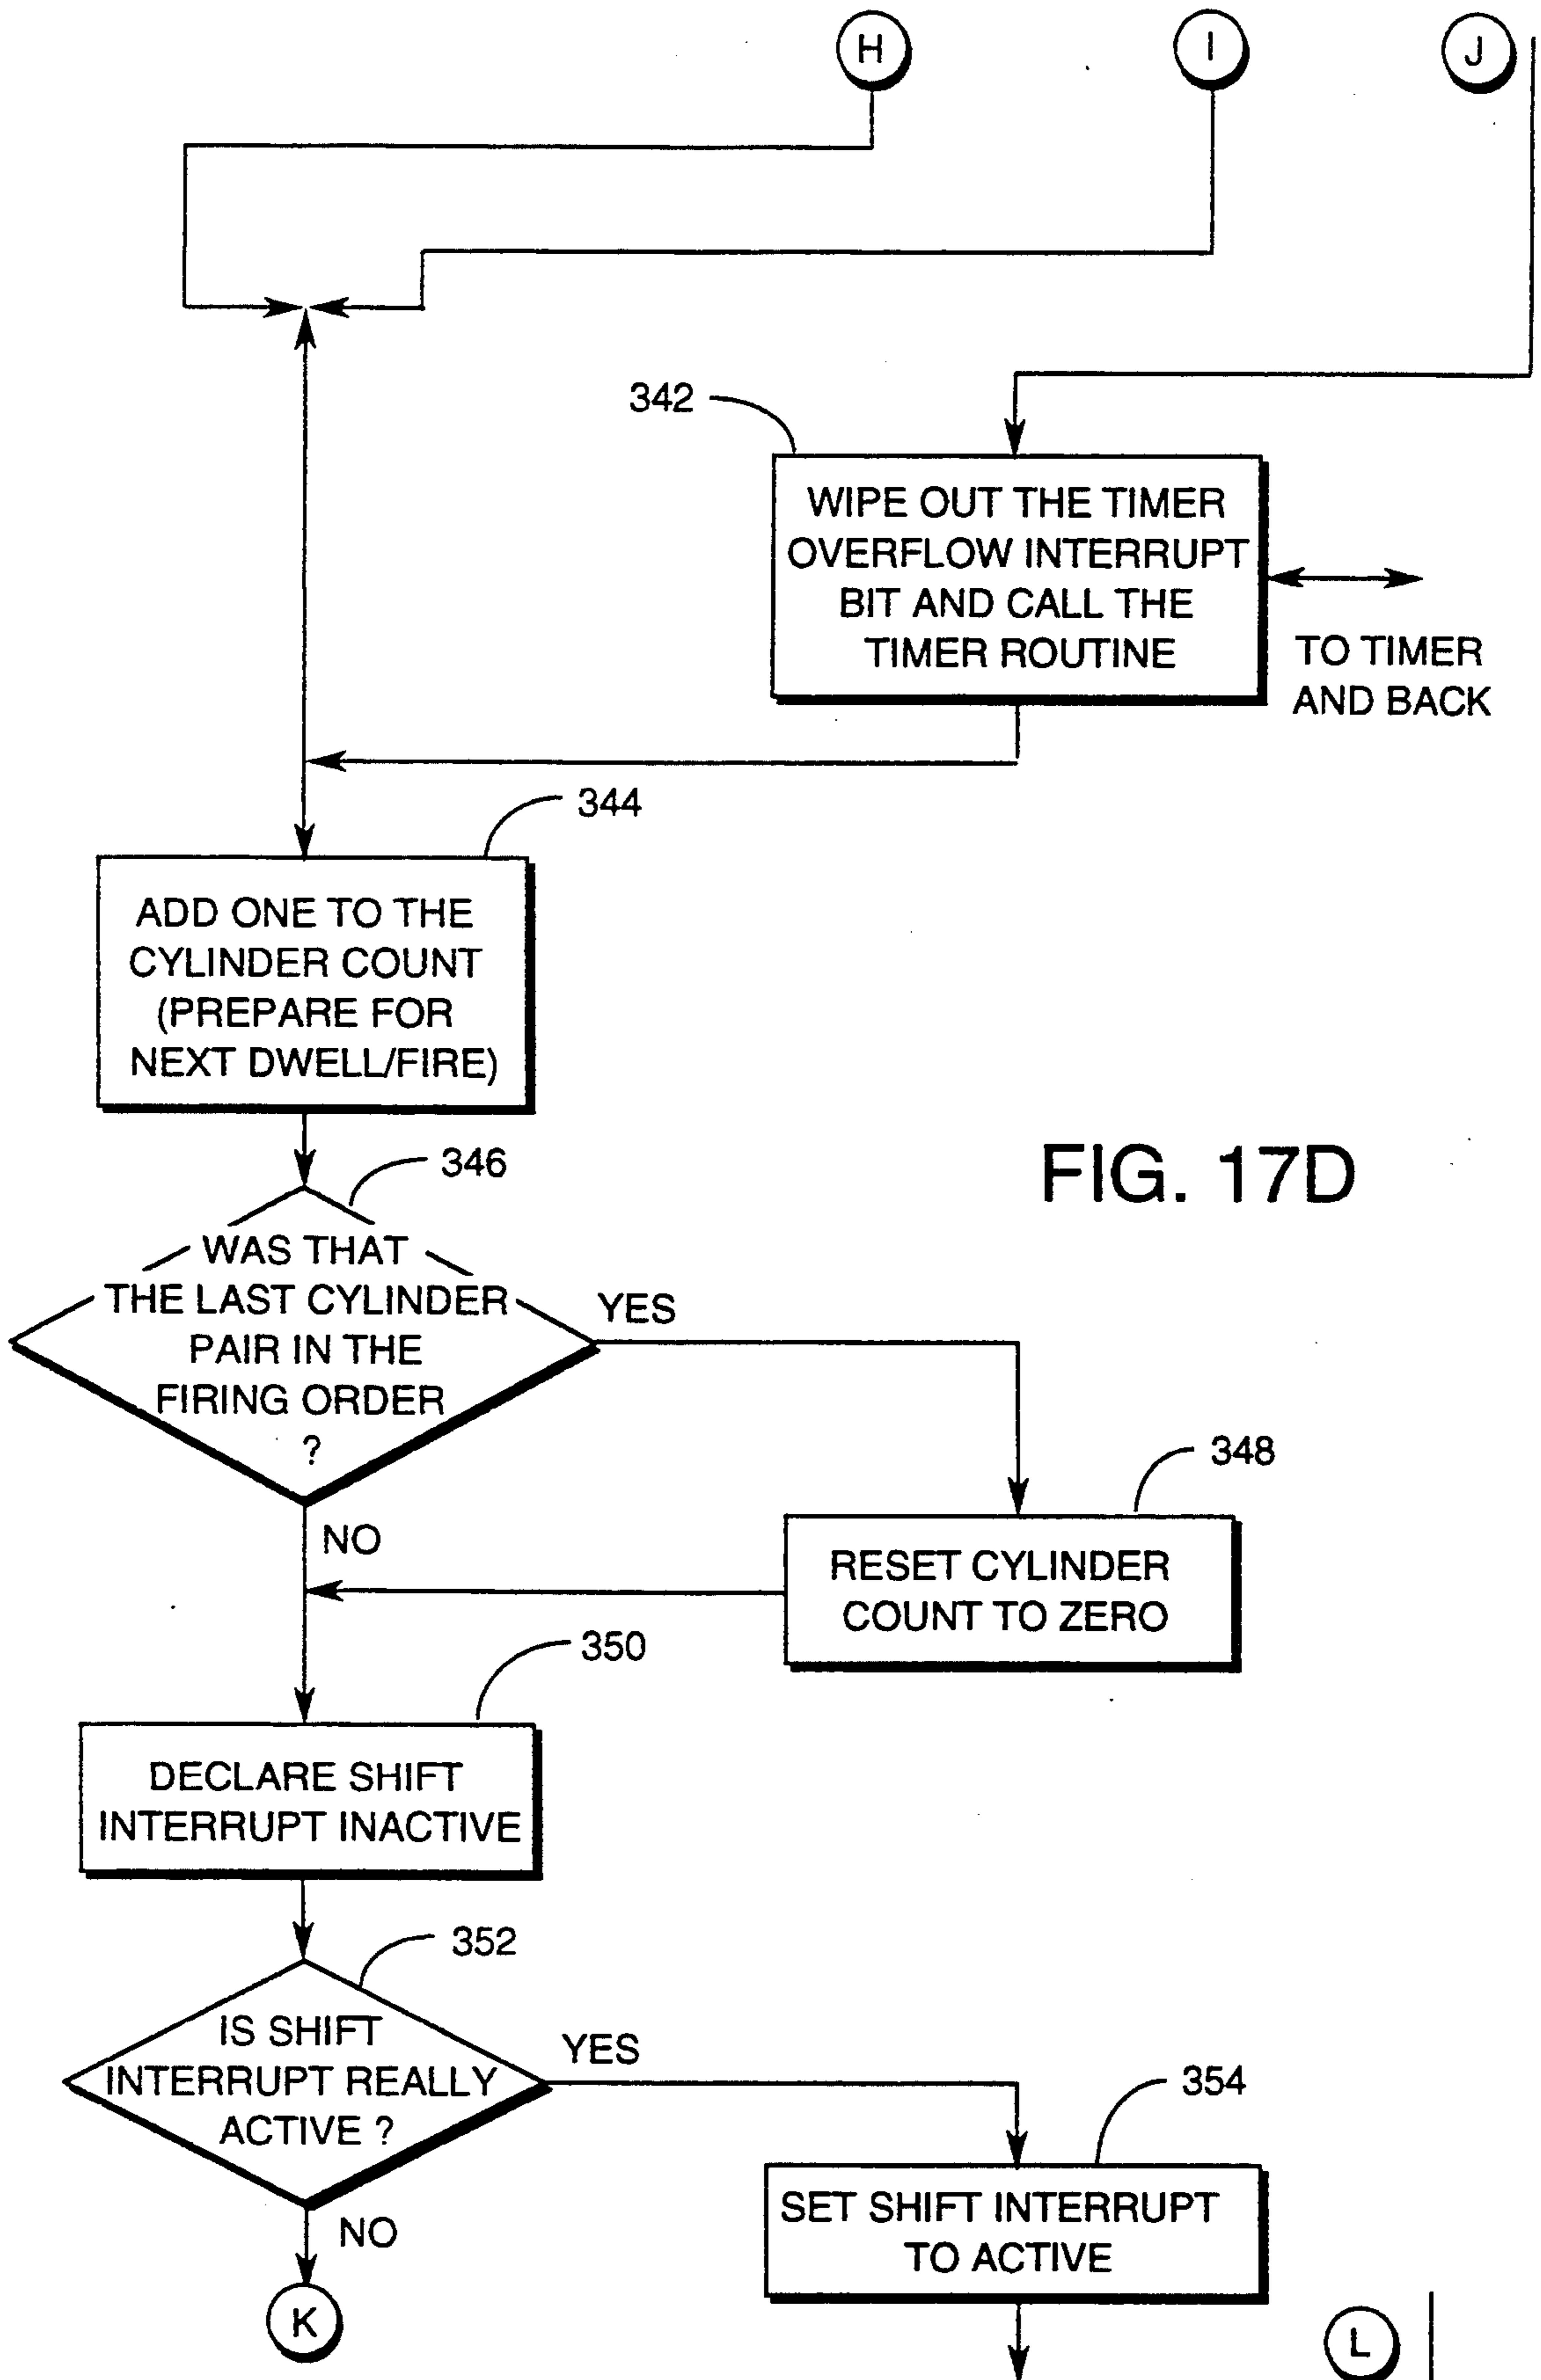 H
I
J
342
WIPE OUT THE TIMER
OVERFLOW INTERRUPT
BIT AND CALL THE
TIMER ROUTINE
TO TIMER
AND BACK
344
ADD ONE TO THE
CYLINDER COUNT
(PREPARE FOR
NEXT DWELL/FIRE)
FIG. 17D
346
WAS THAT
THE LAST CYLINDER
PAIR IN THE
FIRING ORDER
?
YES
NO
348
RESET CYLINDER
COUNT TO ZERO
350
DECLARE SHIFT
INTERRUPT INACTIVE
352
IS SHIFT
INTERRUPT REALLY
ACTIVE ?
YES
NO
354
SET SHIFT INTERRUPT
TO ACTIVE
K
L